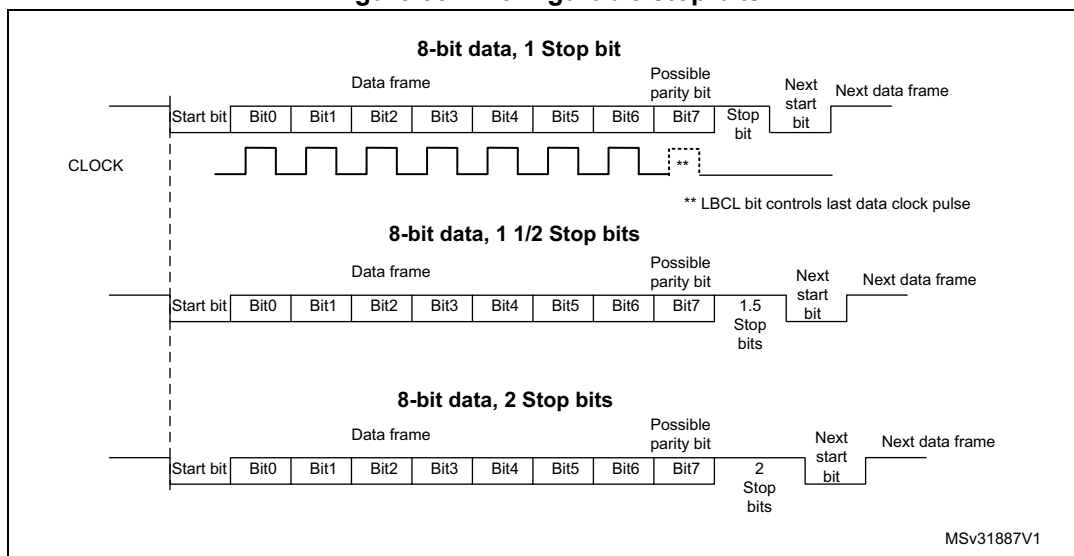 8-bit data, 1 Stop bit
Data frame
Possible
parity bit
Next
start
bit
Next data frame
Start bit Bit0 Bit1 Bit2 Bit3 Bit4 Bit5 Bit6 Bit7 Stop
bit
CLOCK
**
** LBCL bit controls last data clock pulse
8-bit data, 1 1/2 Stop bits
Data frame
Possible
parity bit
Next
start
bit
Next data frame
Start bit Bit0 Bit1 Bit2 Bit3 Bit4 Bit5 Bit6 Bit7 1.5
Stop
bits
8-bit data, 2 Stop bits
Data frame
Possible
parity bit
Next
start
bit
Next data frame
Start bit Bit0 Bit1 Bit2 Bit3 Bit4 Bit5 Bit6 Bit7 2
Stop
bits
MSv31887V1